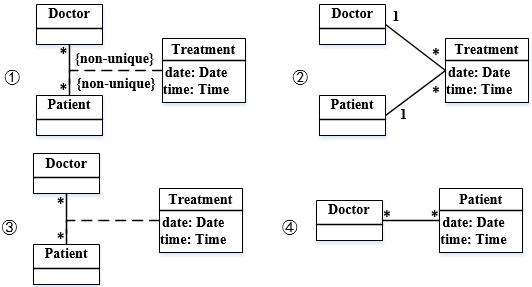 Doctor
*
{non-unique}
Treatment
①
date: Date
{non-unique}
time: Time
*
Patient
Doctor
1
*
Treatment
②
date: Date
* time: Time
Patient
1
Doctor
*
Treatment
③
date: Date
*
time: Time
Patient
④
Doctor
*
*
Patient
date: Date
time: Time